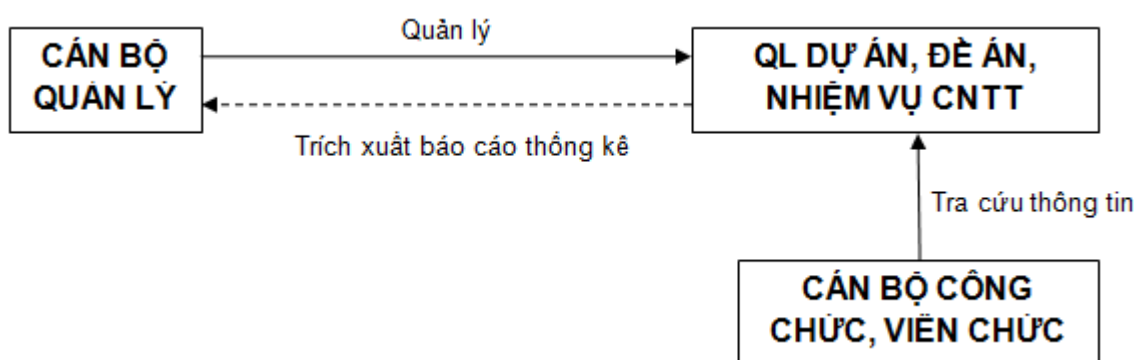 Quản lý
CÁN BỘ
QUẢN LÝ
QL DỰ ÁN, ĐỀ ÁN,
NHIỆM VỤ CNTT
Trích xuất báo cáo thống kê
Tra cứu thông tin
CÁN BỘ CÔNG
CHỨC, VIÊN CHỨC